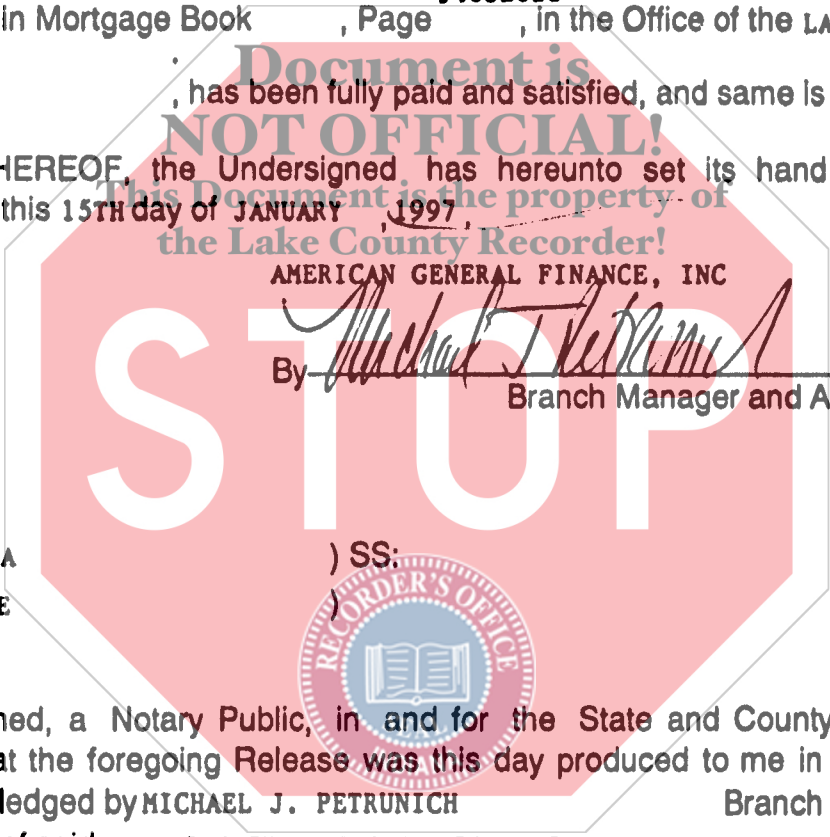 in Mortgage Book , Page , in the Office of the LA
Document is
, has been fully paid and satisfied, and same is
NOT OFFICIAL!
HEREOF, the Undersigned has hereunto set its hand
This Document is the property of
this 15TH day of JANUARY , 1997 ,
the Lake County Recorder!
AMERICAN GENERAL FINANCE, INC
STOP
By
Branch Manager and A
A ) SS:
E )
RECORDER'S OFFICE
ned, a Notary Public, in and for the State and County
at the foregoing Release was this day produced to me in
ledged by MICHAEL J. PETRUNICH Branch